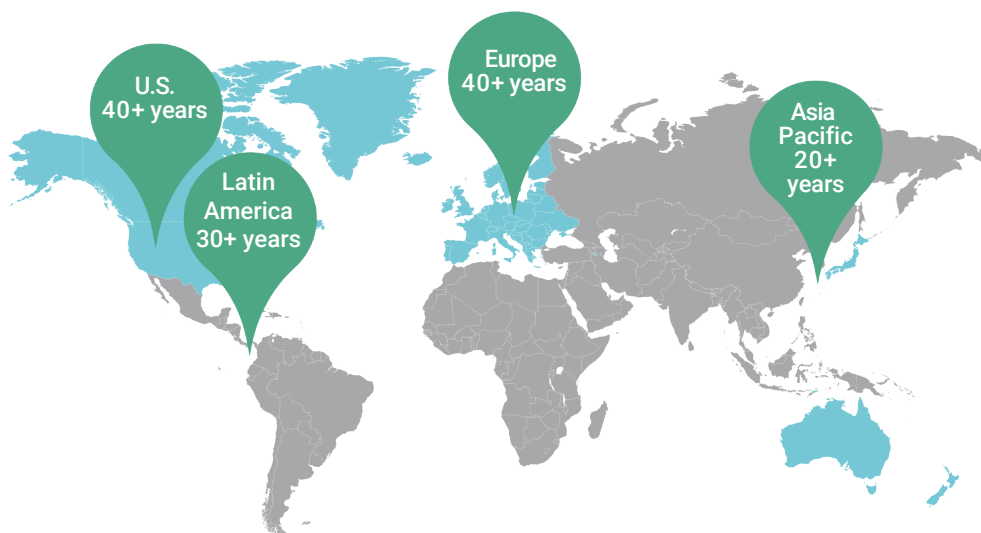 U.S.
40+ years
Latin
America
30+ years
Europe
40+ years
Asia
Pacific
20+
years